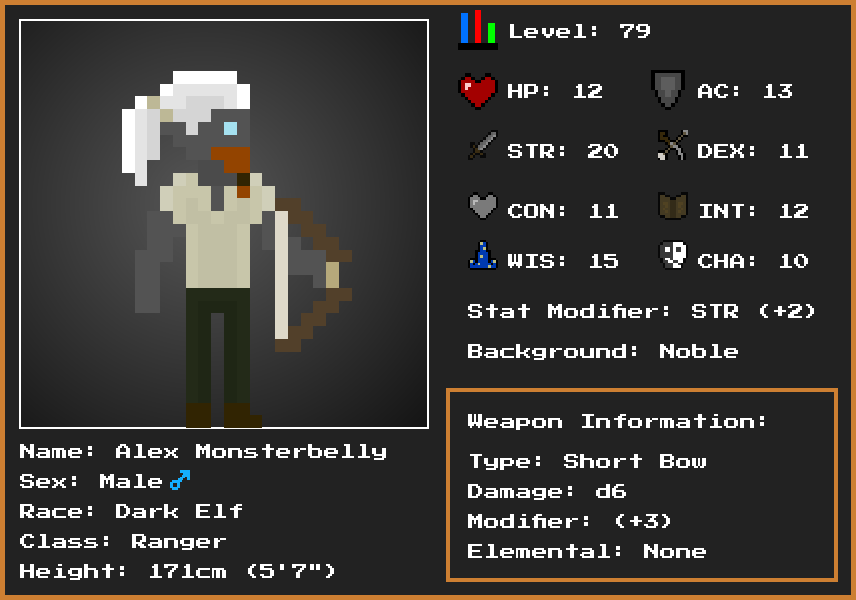 Level: 79
HP: 12 AC: 13
STR: 20 DEX: 11
CON: 11 INT: 12
WIS: 15 CHA: 10
Stat Modifier: STR (+2)
Background: Noble
Weapon Information:
Type: Short Bow
Damage: d6
Modifier: (+3)
Elemental: None
Name: Alex Monsterbelly
Sex: Male ♂
Race: Dark Elf
Class: Ranger
Height: 171cm (5'7")